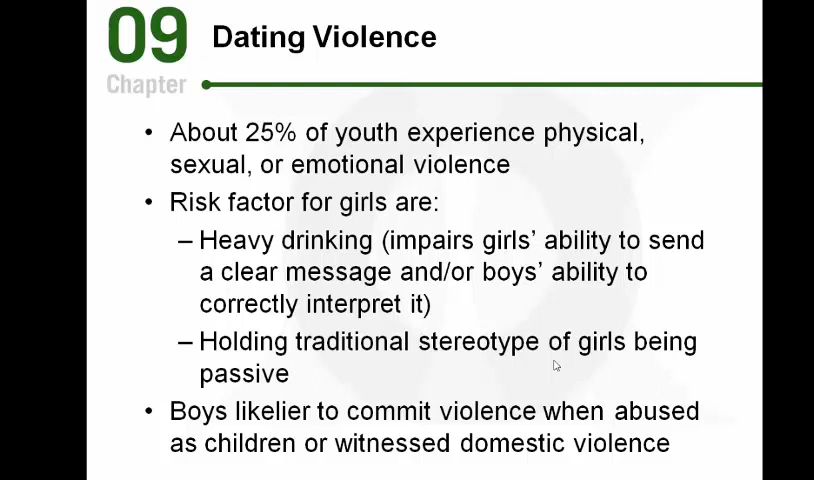 09
Chapter
Dating Violence
• About 25% of youth experience physical,
sexual, or emotional violence
• Risk factor for girls are:
– Heavy drinking (impairs girls’ ability to send
a clear message and/or boys’ ability to
correctly interpret it)
– Holding traditional stereotype of girls being
passive
• Boys likelier to commit violence when abused
as children or witnessed domestic violence